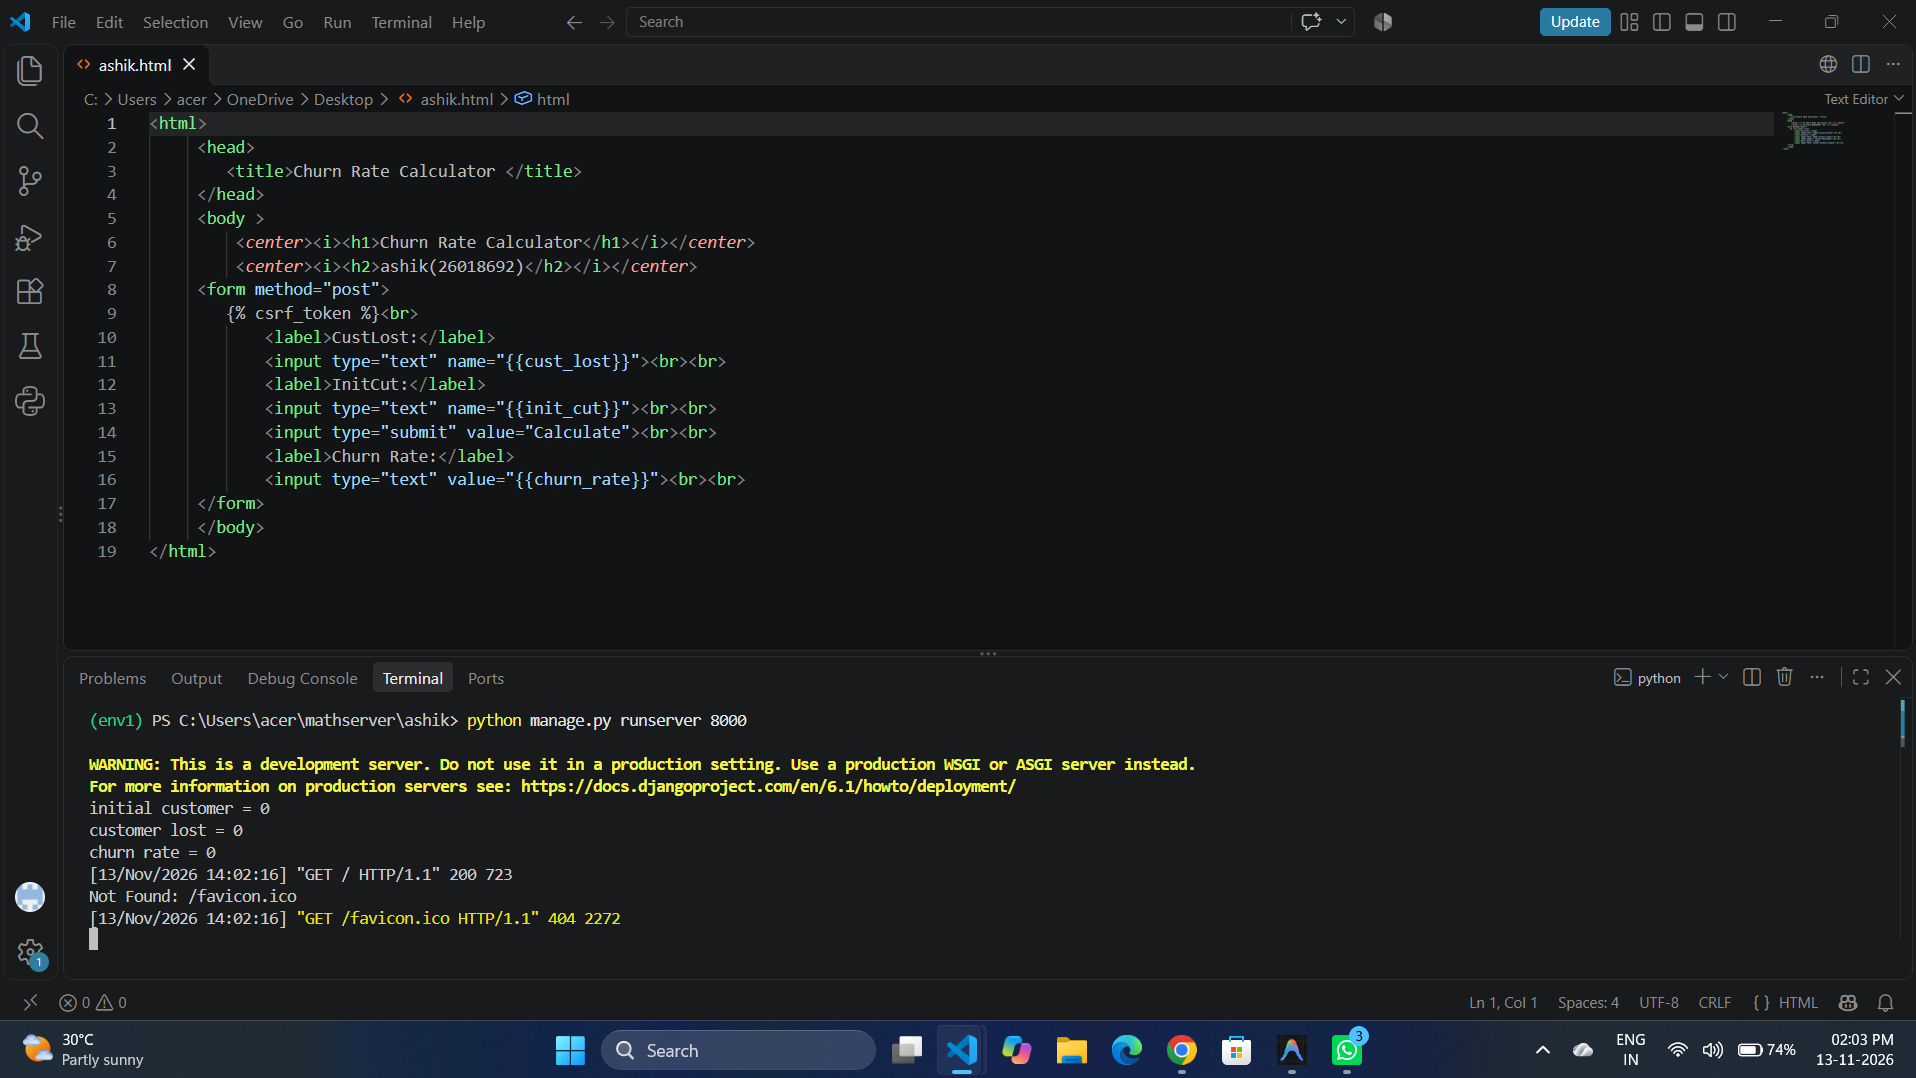 File Edit Selection View Go Run Terminal Help
Search
Update
ashik.html
C: > Users > acer > OneDrive > Desktop > ashik.html > html
Text Editor
1 <html>
2 <head>
3 <title>Churn Rate Calculator </title>
4 </head>
5 <body >
6 <center><i><h1>Churn Rate Calculator</h1></i></center>
7 <center><i><h2>ashik(26018692)</h2></i></center>
8 <form method="post">
9 {% csrf_token %}<br>
10 <label>CustLost:</label>
11 <input type="text" name="{{cust_lost}}"><br><br>
12 <label>InitCut:</label>
13 <input type="text" name="{{init_cut}}"><br><br>
14 <input type="submit" value="Calculate"><br><br>
15 <label>Churn Rate:</label>
16 <input type="text" value="{{churn_rate}}"><br><br>
17 </form>
18 </body>
19 </html>
Problems Output Debug Console Terminal Ports
python
(env1) PS C:\Users\acer\mathserver\ashik> python manage.py runserver 8000
WARNING: This is a development server. Do not use it in a production setting. Use a production WSGI or ASGI server instead.
For more information on production servers see: https://docs.djangoproject.com/en/6.1/howto/deployment/
initial customer = 0
customer lost = 0
churn rate = 0
[13/Nov/2026 14:02:16] "GET / HTTP/1.1" 200 723
Not Found: /favicon.ico
[13/Nov/2026 14:02:16] "GET /favicon.ico HTTP/1.1" 404 2272
1
0 0
Ln 1, Col 1 Spaces: 4 UTF-8 CRLF { } HTML
30°C
Partly sunny
Search
3
ENG
IN
74%
02:03 PM
13-11-2026